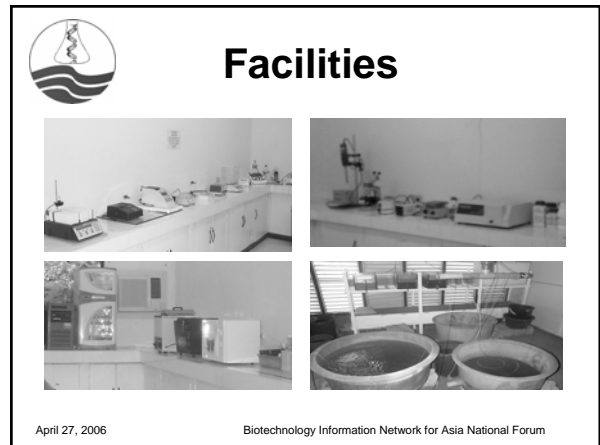 Facilities
April 27, 2006
Biotechnology Information Network for Asia National Forum